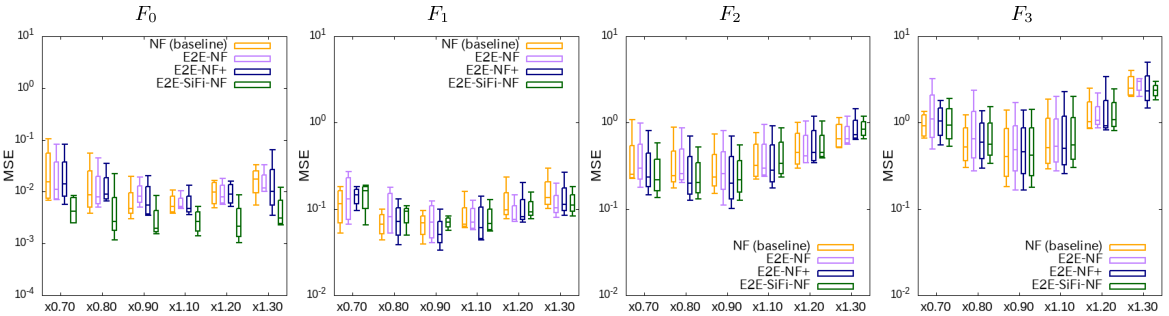 F0
MSE
10^1
10^0
10^-1
10^-2
10^-3
10^-4
NF (baseline)
E2E-NF
E2E-NF+
E2E-SiFi-NF
x0.70 x0.80 x0.90 x1.10 x1.20 x1.30
F1
MSE
10^1
10^0
10^-1
10^-2
NF (baseline)
E2E-NF
E2E-NF+
E2E-SiFi-NF
x0.70 x0.80 x0.90 x1.10 x1.20 x1.30
F2
MSE
10^1
10^0
10^-1
10^-2
NF (baseline)
E2E-NF
E2E-NF+
E2E-SiFi-NF
x0.70 x0.80 x0.90 x1.10 x1.20 x1.30
F3
MSE
10^1
10^0
10^-1
10^-2
NF (baseline)
E2E-NF
E2E-NF+
E2E-SiFi-NF
x0.70 x0.80 x0.90 x1.10 x1.20 x1.30